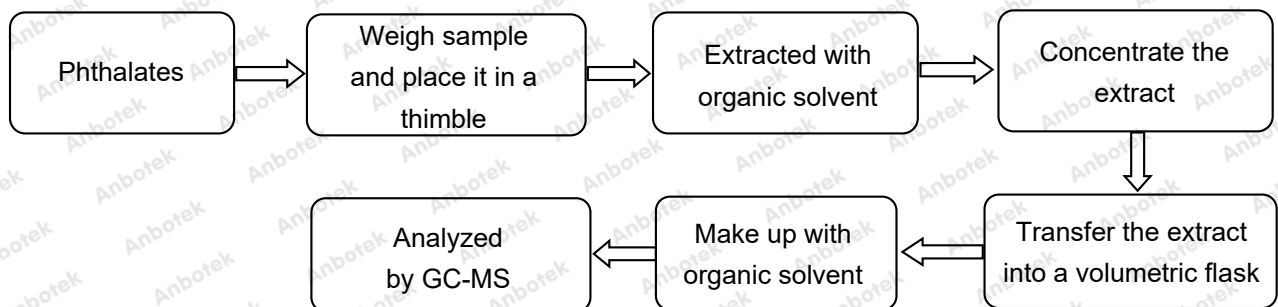 Phthalates
Weigh sample
and place it in a
thimble
Extracted with
organic solvent
Concentrate the
extract
Transfer the extract
into a volumetric flask
Make up with
organic solvent
Analyzed
by GC-MS
Anbotek